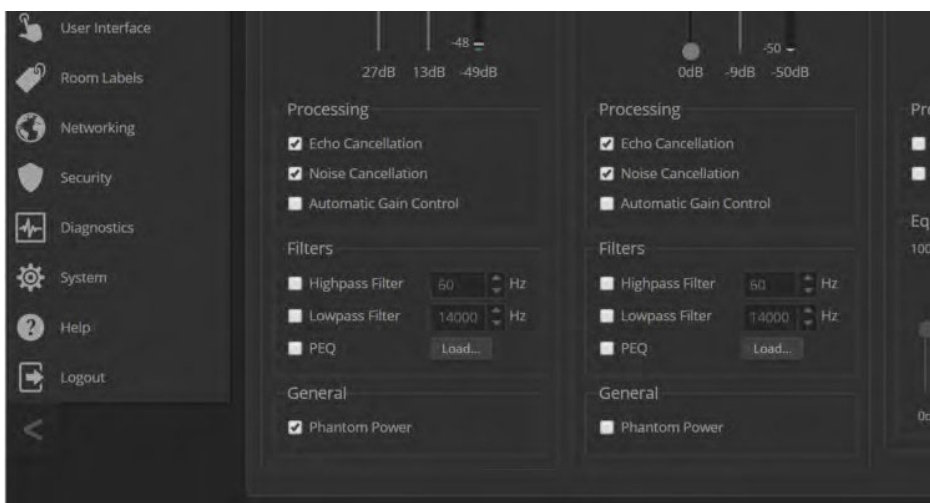 User Interface
Room Labels
Networking
Security
Diagnostics
System
Help
Logout
-48
27dB 13dB -49dB
Processing
Echo Cancellation
Noise Cancellation
Automatic Gain Control
Filters
Highpass Filter 60 Hz
Lowpass Filter 14000 Hz
PEQ Load...
General
Phantom Power
-50
0dB -9dB -50dB
Processing
Echo Cancellation
Noise Cancellation
Automatic Gain Control
Filters
Highpass Filter 60 Hz
Lowpass Filter 14000 Hz
PEQ Load...
General
Phantom Power
Pr
Eq
100